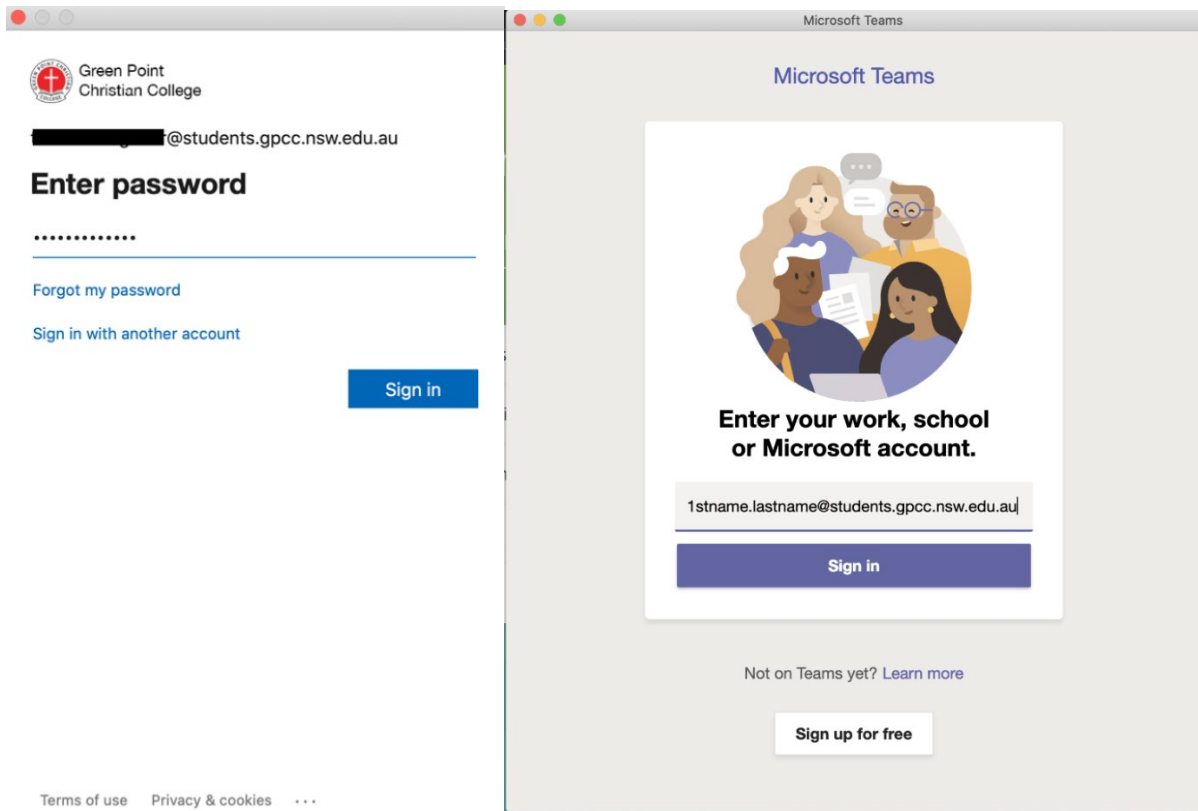 Green Point
Christian College
@students.gpcc.nsw.edu.au
Enter password
Forgot my password
Sign in with another account
Sign in
Terms of use Privacy & cookies ...
Microsoft Teams
Microsoft Teams
Enter your work, school
or Microsoft account.
1stname.lastname@students.gpcc.nsw.edu.au
Sign in
Not on Teams yet? Learn more
Sign up for free